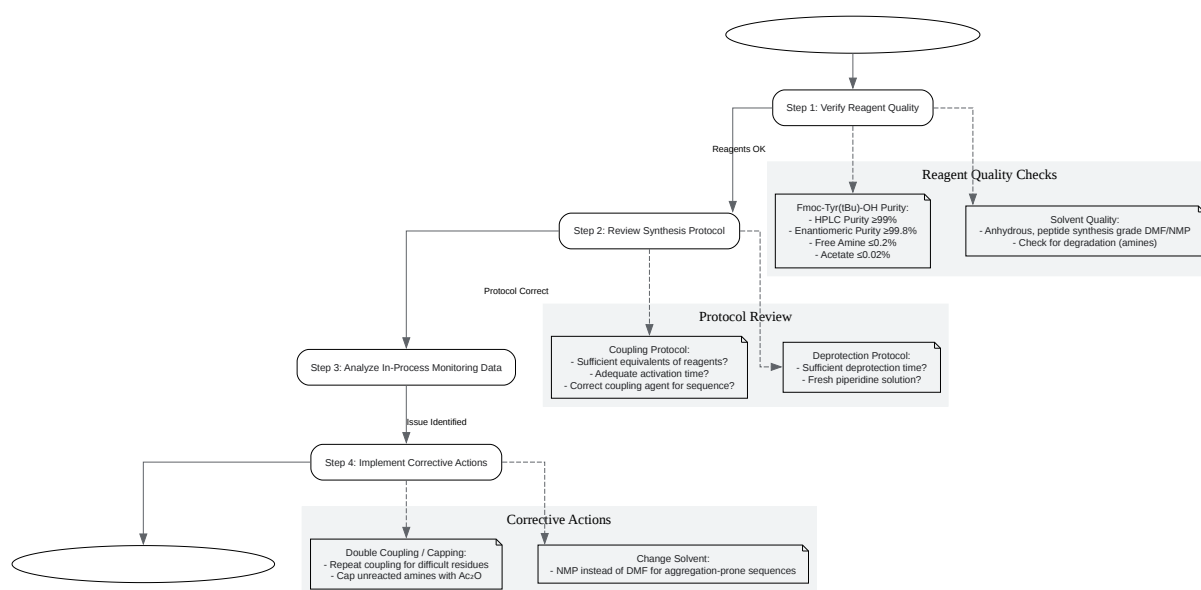 Step 1: Verify Reagent Quality
Reagents OK
Reagent Quality Checks
Fmoc-Tyr(tBu)-OH Purity:
- HPLC Purity ≥99%
- Enantiomeric Purity ≥99.8%
- Free Amine ≤0.2%
- Acetate ≤0.02%
Solvent Quality:
- Anhydrous, peptide synthesis grade DMF/NMP
- Check for degradation (amines)
Step 2: Review Synthesis Protocol
Protocol Correct
Protocol Review
Coupling Protocol:
- Sufficient equivalents of reagents?
- Adequate activation time?
- Correct coupling agent for sequence?
Deprotection Protocol:
- Sufficient deprotection time?
- Fresh piperidine solution?
Step 3: Analyze In-Process Monitoring Data
Issue Identified
Step 4: Implement Corrective Actions
Corrective Actions
Double Coupling / Capping:
- Repeat coupling for difficult residues
- Cap unreacted amines with Ac₂O
Change Solvent:
- NMP instead of DMF for aggregation-prone sequences